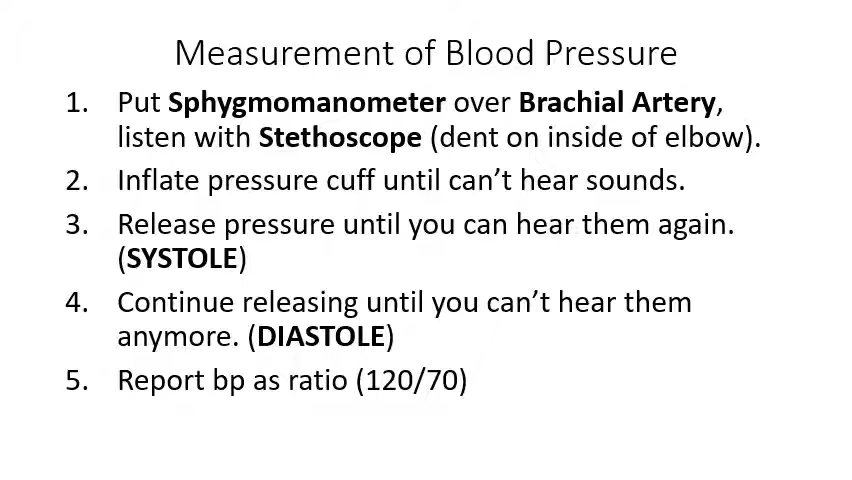 Measurement of Blood Pressure
1. Put Sphygmomanometer over Brachial Artery,
listen with Stethoscope (dent on inside of elbow).
2. Inflate pressure cuff until can’t hear sounds.
3. Release pressure until you can hear them again.
(SYSTOLE)
4. Continue releasing until you can’t hear them
anymore. (DIASTOLE)
5. Report bp as ratio (120/70)